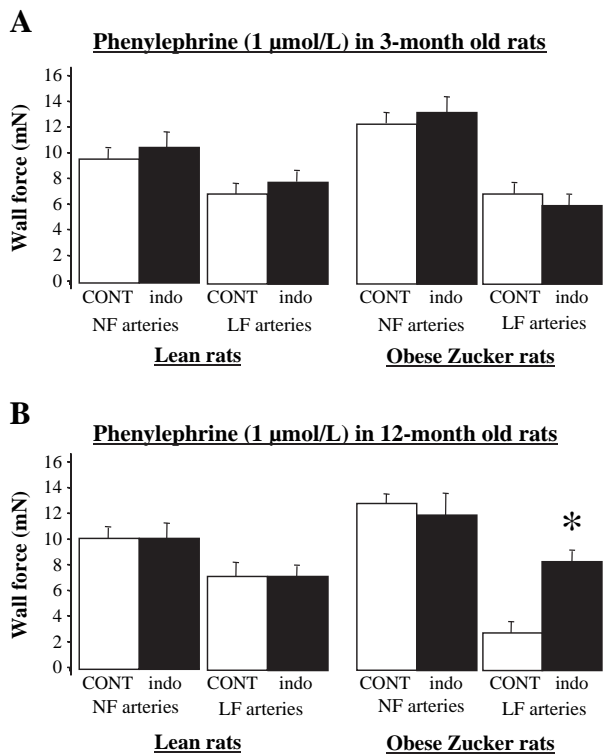 A
Phenylephrine (1 µmol/L) in 3-month old rats
Wall force (mN)
16
14
12
10
8
6
4
2
0
CONT indo CONT indo CONT indo CONT indo
NF arteries LF arteries NF arteries LF arteries
Lean rats Obese Zucker rats
B
Phenylephrine (1 µmol/L) in 12-month old rats
Wall force (mN)
16
14
12
10
8
6
4
2
0
*
CONT indo CONT indo CONT indo CONT indo
NF arteries LF arteries NF arteries LF arteries
Lean rats Obese Zucker rats